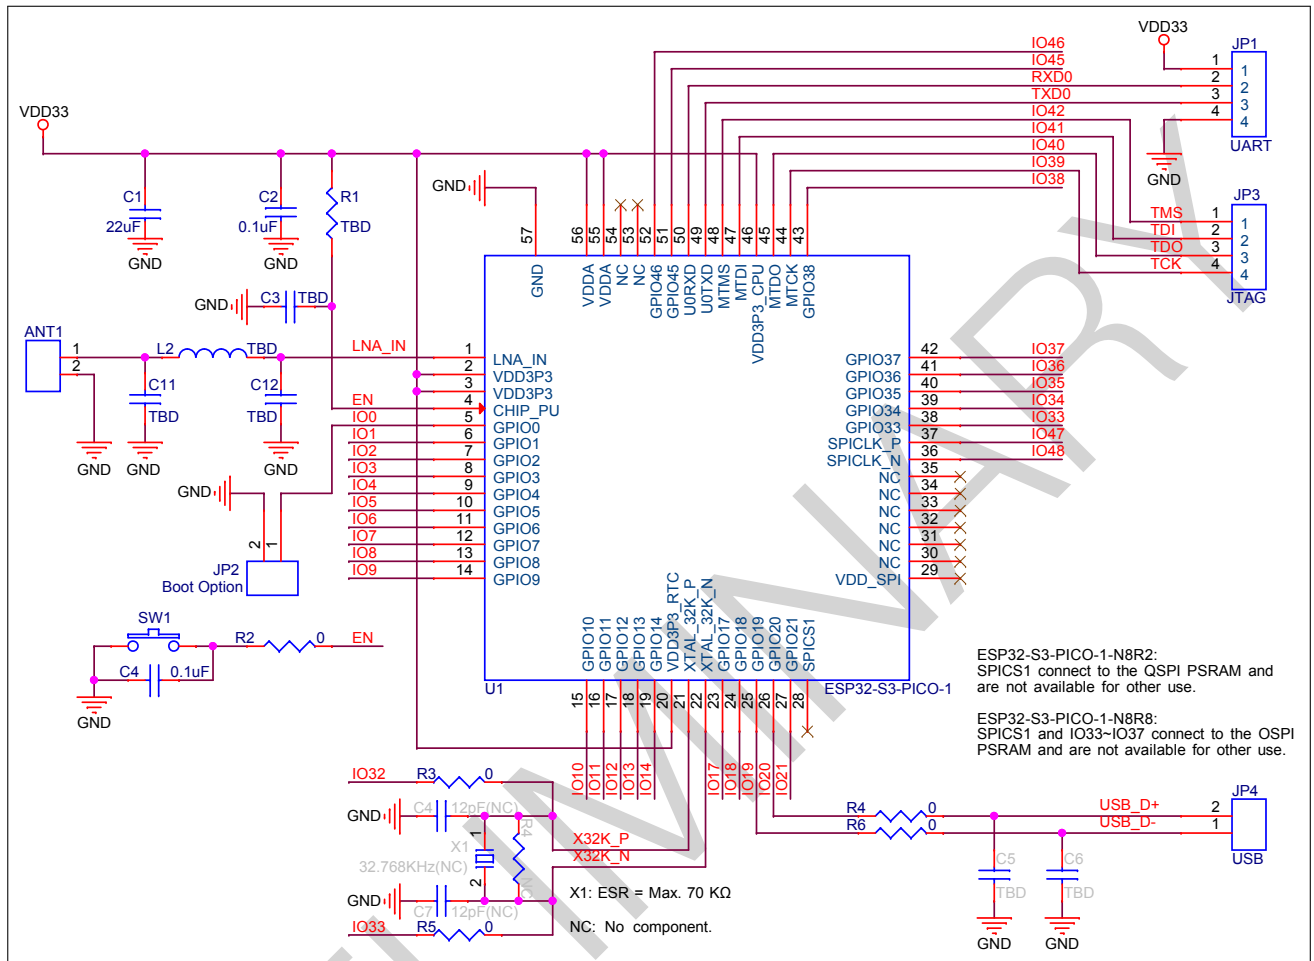 VDD33
JP1
IO46
IO45
RXD0
TXD0
IO42
IO41
IO40
IO39
IO38
1
2
3
4
1
2
3
4
UART
GND
JP3
TMS
TDI
TDO
TCK
1
2
3
4
1
2
3
4
JTAG
VDD33
C1
22uF
GND
C2
0.1uF
GND
R1
TBD
GND
C3
TBD
GND
57
56
55
54
53
52
51
50
49
48
47
46
45
44
43
GND
VDDA
VDDA
NC
NC
GPIO46
GPIO45
U0RXD
U0TXD
MTMS
MTDI
VDD3P3_CPU
MTDO
MTCK
GPIO38
ANT1
1
2
L2
TBD
C11
TBD
C12
TBD
GND
GND
GND
LNA_IN
EN
IO0
IO1
IO2
IO3
IO4
IO5
IO6
IO7
IO8
IO9
1
2
3
4
5
6
7
8
9
10
11
12
13
14
LNA_IN
VDD3P3
VDD3P3
CHIP_PU
GPIO0
GPIO1
GPIO2
GPIO3
GPIO4
GPIO5
GPIO6
GPIO7
GPIO8
GPIO9
GPIO37
GPIO36
GPIO35
GPIO34
GPIO33
SPICLK_P
SPICLK_N
NC
NC
NC
NC
NC
NC
VDD_SPI
42
41
40
39
38
37
36
35
34
33
32
31
30
29
IO37
IO36
IO35
IO34
IO33
IO47
IO48
GND
2
1
JP2
Boot Option
SW1
R2
0
EN
C4
0.1uF
GND
GPIO10
GPIO11
GPIO12
GPIO13
GPIO14
VDD3P3_RTC
XTAL_32K_P
XTAL_32K_N
GPIO17
GPIO18
GPIO19
GPIO20
GPIO21
SPICS1
U1
ESP32-S3-PICO-1
15
16
17
18
19
20
21
22
23
24
25
26
27
28
IO10
IO11
IO12
IO13
IO14
IO17
IO18
IO19
IO20
IO21
ESP32-S3-PICO-1-N8R2:
SPICS1 connect to the QSPI PSRAM and
are not available for other use.
ESP32-S3-PICO-1-N8R8:
SPICS1 and IO33~IO37 connect to the OSPI
PSRAM and are not available for other use.
IO32
R3
0
GND
C4
12pF(NC)
1
X1
32.768KHz(NC)
2
R4
NC
X32K_P
X32K_N
GND
C7
12pF(NC)
IO33
R5
0
X1: ESR = Max. 70 KΩ
NC: No component.
R4
0
R6
0
USB_D+
USB_D-
2
1
JP4
USB
C5
TBD
C6
TBD
GND
GND